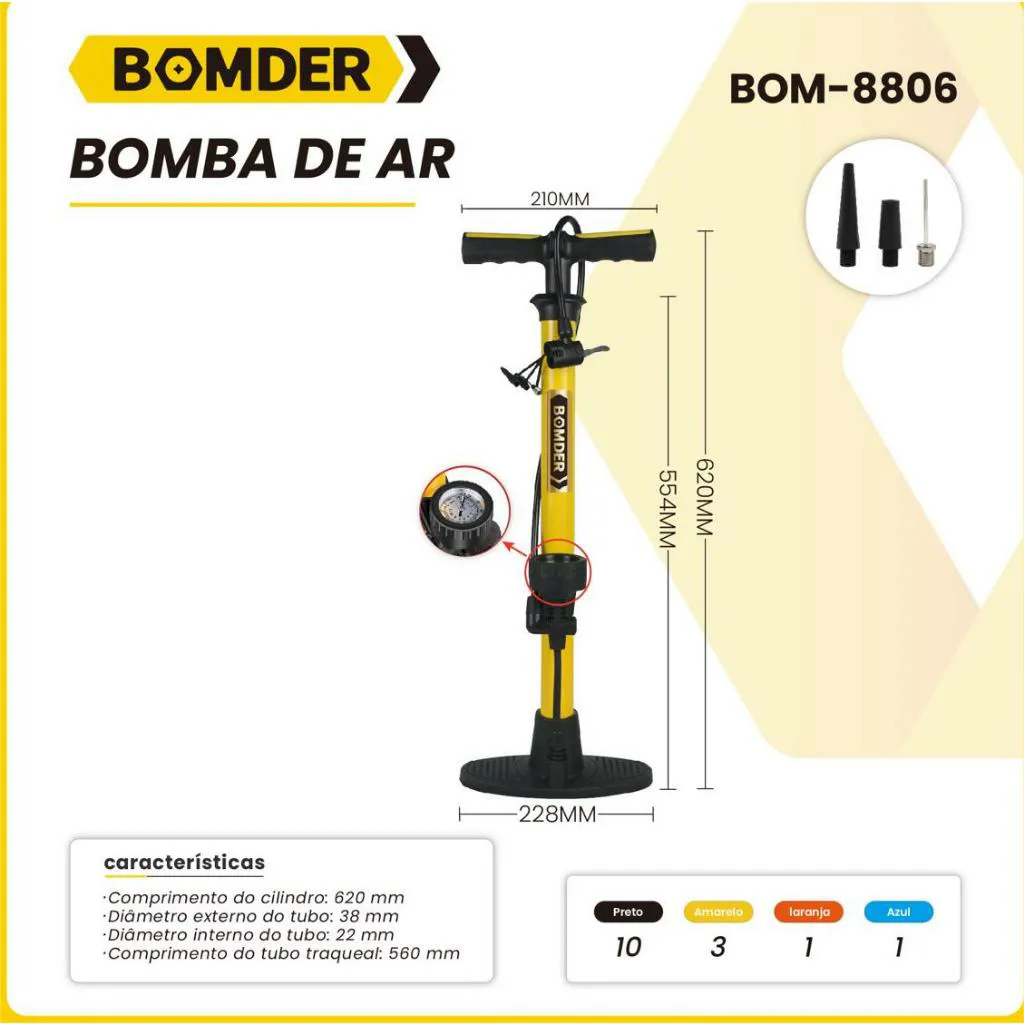 BOMDER
BOMBA DE AR
BOM-8806
210MM
BOMDER
554MM
620MM
228MM
características
·Comprimento do cilindro: 620 mm
·Diâmetro externo do tubo: 38 mm
·Diâmetro interno do tubo: 22 mm
·Comprimento do tubo traqueal: 560 mm
Preto Amarelo laranja Azul
10 3 1 1